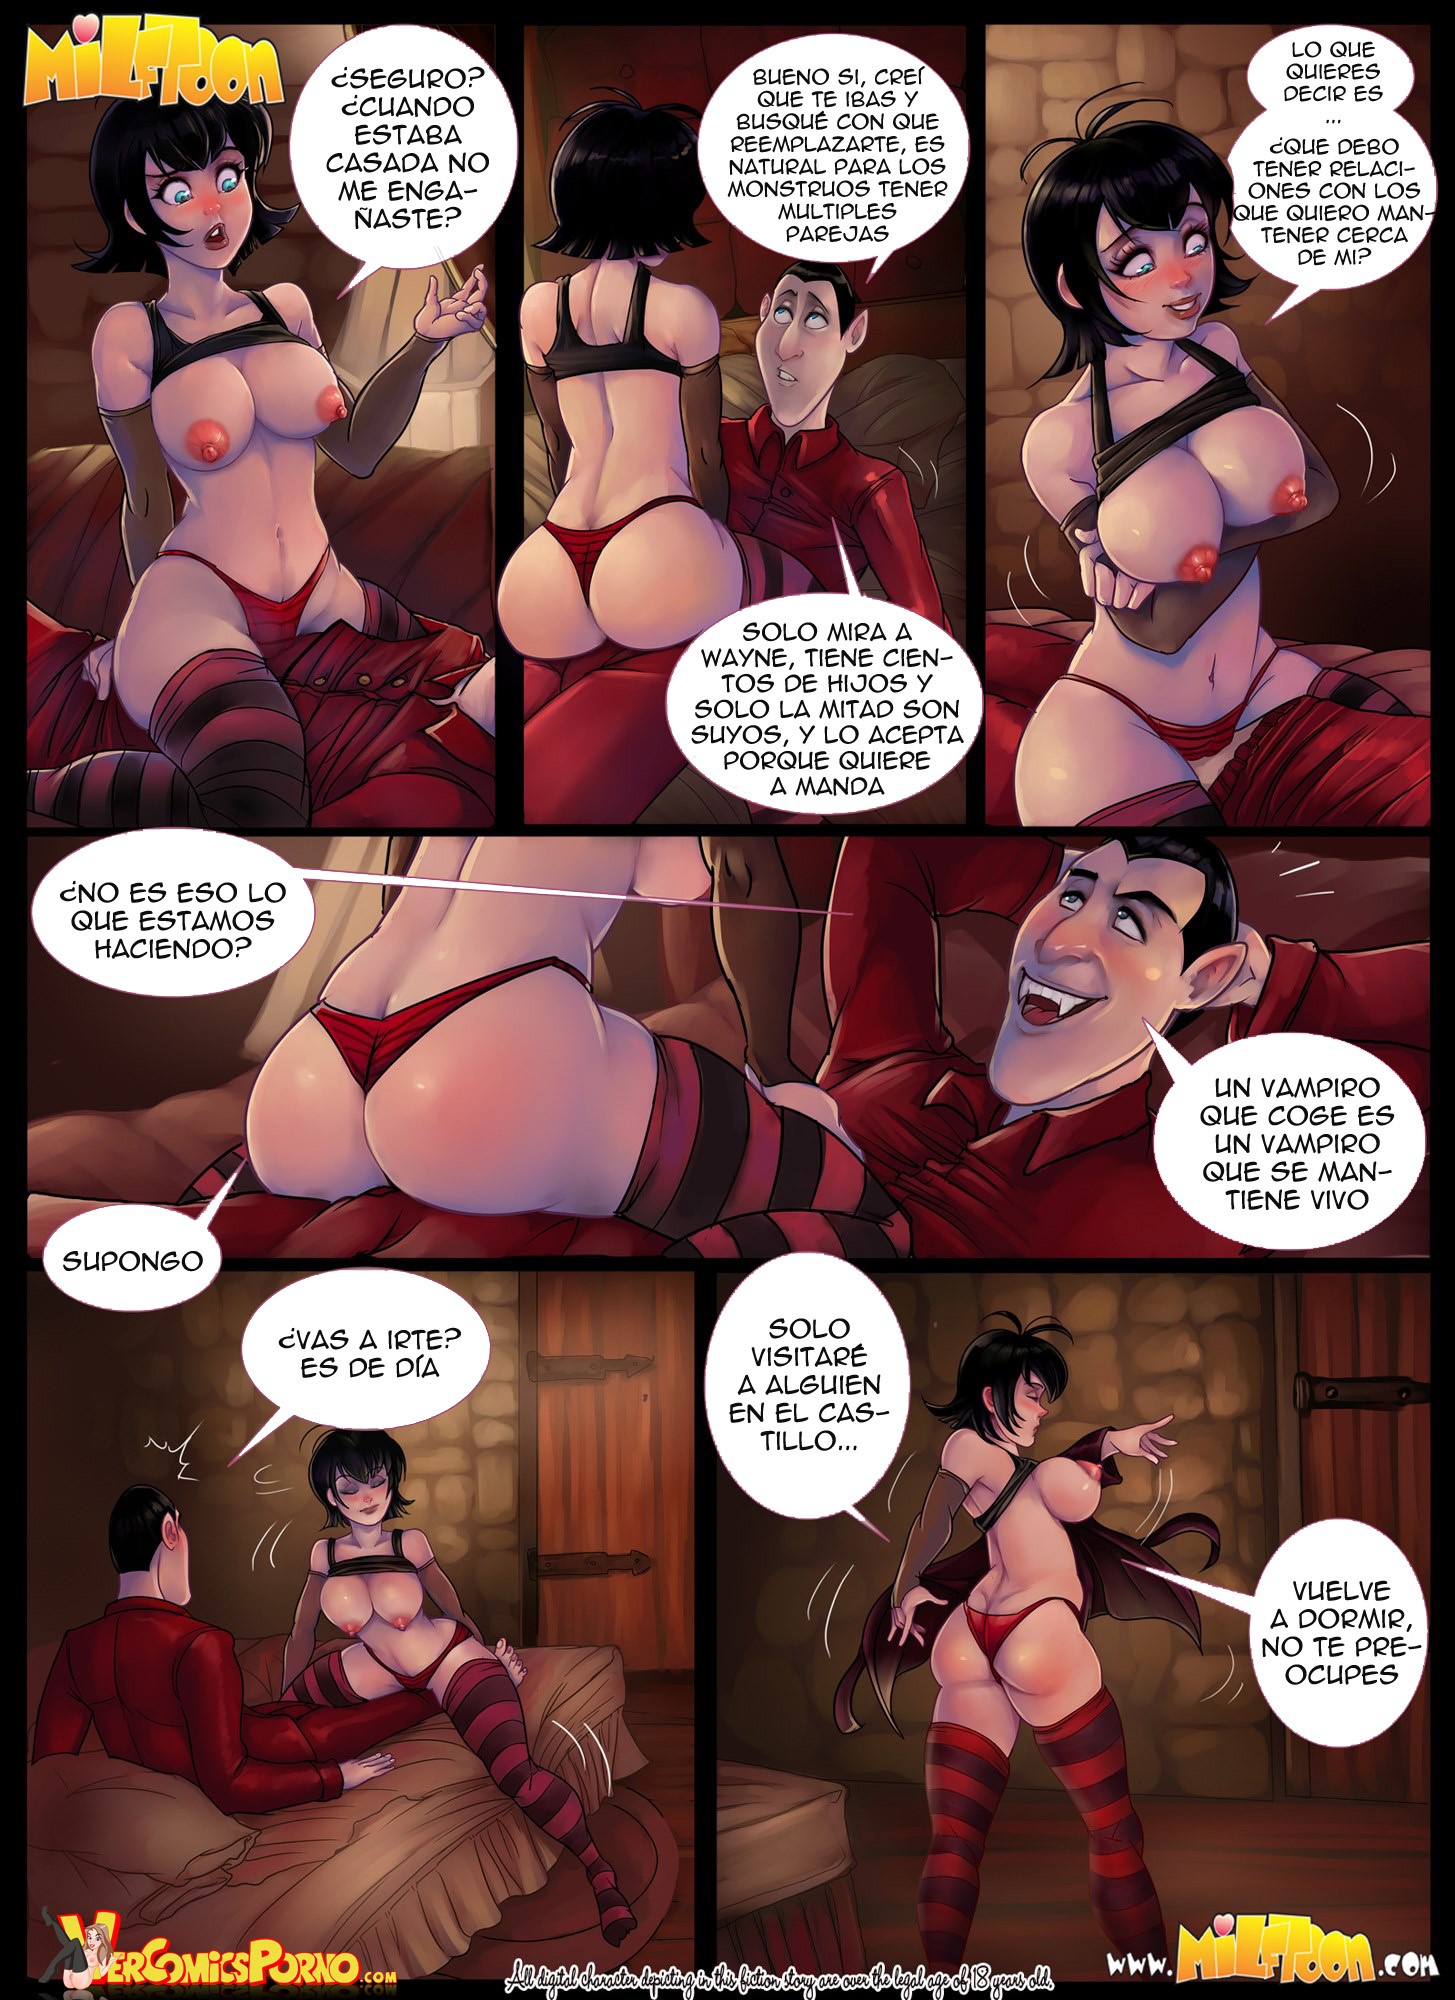 MILFTOON
¿SEGURO?
¿CUANDO
ESTABA
CASADA NO
ME ENGA-
ÑASTE?
BUENO SI, CREÍ
QUE TE IBAS Y
BUSQUÉ CON QUE
REEMPLAZARTE, ES
NATURAL PARA LOS
MONSTRUOS TENER
MULTIPLES
PAREJAS
SOLO MIRA A
WAYNE, TIENE CIEN-
TOS DE HIJOS Y
SOLO LA MITAD SON
SUYOS, Y LO ACEPTA
PORQUE QUIERE
A MANDA
LO QUE
QUIERES
DECIR ES
...
¿QUE DEBO
TENER RELACI-
ONES CON LOS
QUE QUIERO MAN-
TENER CERCA
DE MI?
¿NO ES ESO LO
QUE ESTAMOS
HACIENDO?
UN VAMPIRO
QUE COGE ES
UN VAMPIRO
QUE SE MAN-
TIENE VIVO
SUPONGO
¿VAS A IRTE?
ES DE DÍA
SOLO
VISITARÉ
A ALGUIEN
EN EL CAS-
TILLO...
VUELVE
A DORMIR,
NO TE PRE-
OCUPES
VERCOMICSPORNO.COM
All digital character depicting in this fiction story are over the legal age of 18 years old.
www.MILFTOON.com